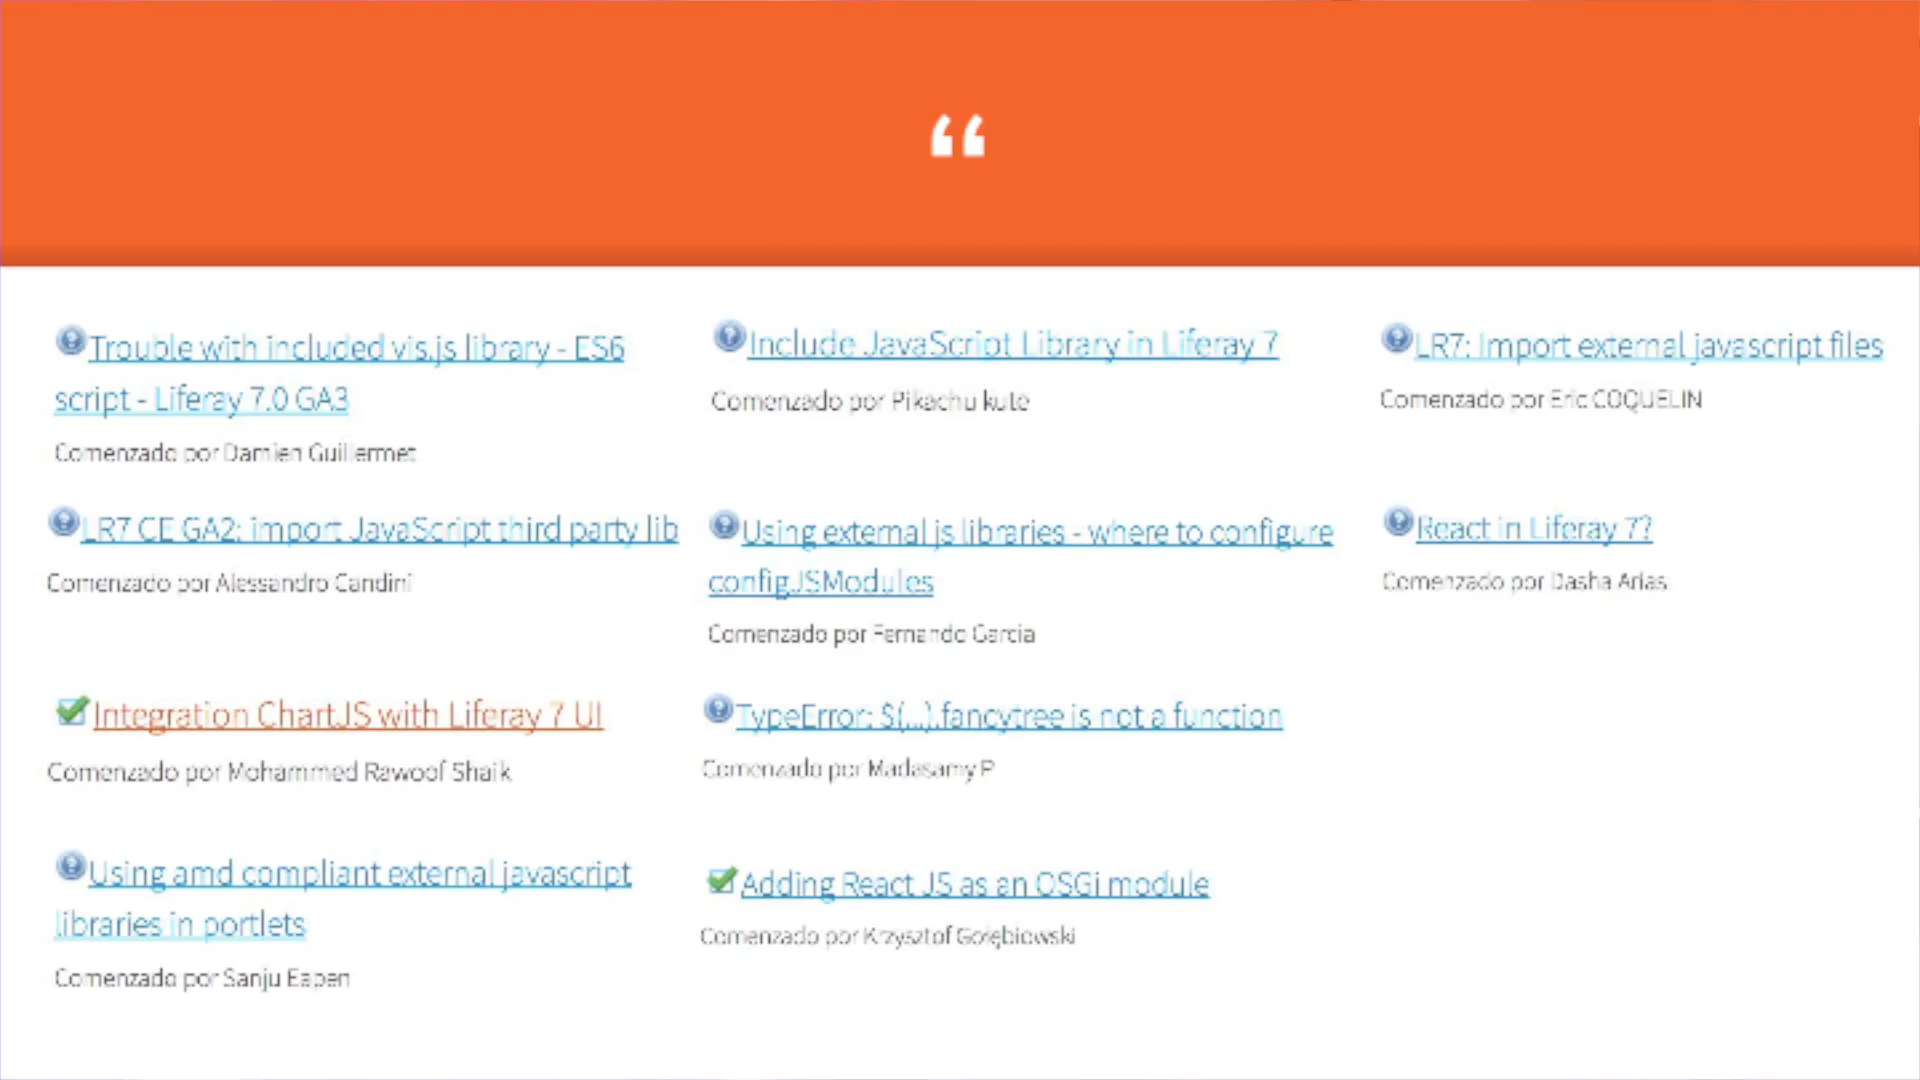 “
Trouble with included vis.js library - ES6
script - Liferay 7.0 GA3
Comenzado por Damien Guillermet
LR7 CE GA2: import JavaScript third party lib
Comenzado por Alessandro Candini
Integration ChartJS with Liferay 7 UI
Comenzado por Mohammed Rawoof Shaik
Using amd compliant external javascript
libraries in portlets
Comenzado por Sanju Eapen
Include JavaScript Library in Liferay 7
Comenzado por Pikachu kute
Using external js libraries - where to configure
configJSModules
Comenzado por Fernando Garcia
TypeError: $(...).fancytree is not a function
Comenzado por Madasamy P
Adding React JS as an OSGi module
Comenzado por Krzysztof Gołębiowski
LR7: Import external javascript files
Comenzado por Eric COQUELIN
React in Liferay 7?
Comenzado por Dasha Arias